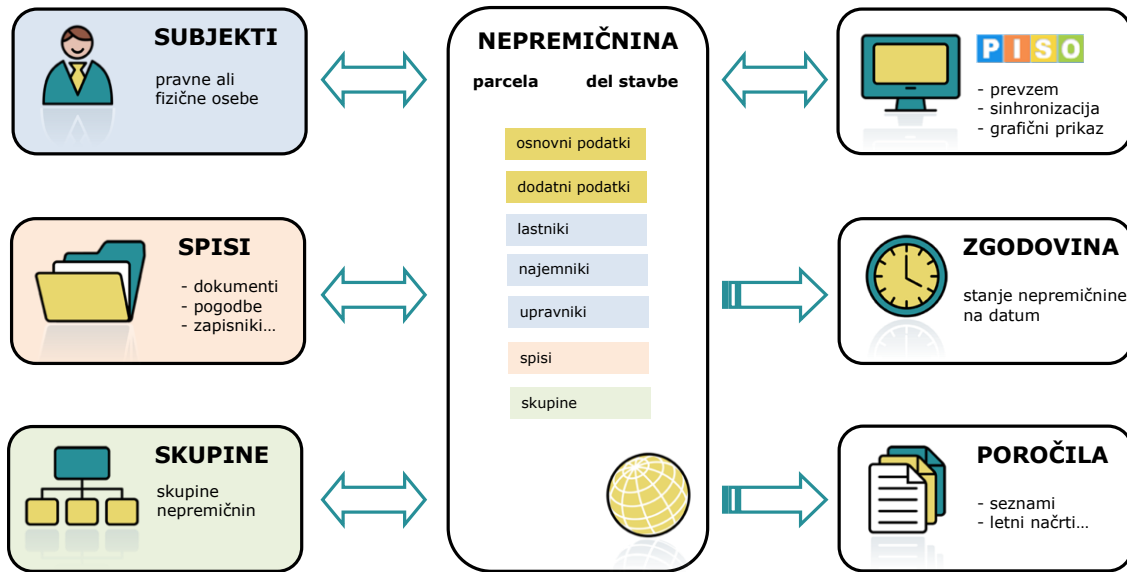 SUBJEKTI
pravne ali
fizične osebe
SPISI
- dokumenti
- pogodbe
- zapisniki...
SKUPINE
skupine
nepremičnin
NEPREMIČNINA
parcela del stavbe
osnovni podatki
dodatni podatki
lastniki
najemniki
upravniki
spisi
skupine
PISO
- prevzem
- sinhronizacija
- grafični prikaz
ZGODOVINA
stanje nepremičnine
na datum
POROČILA
- seznami
- letni načrti...